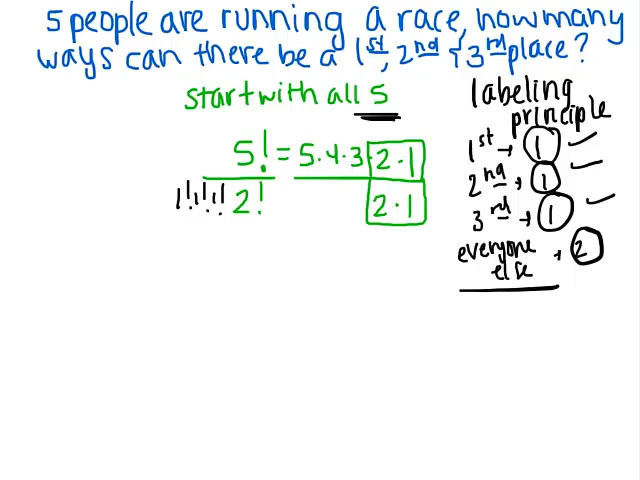 5 people are running a race, how many
ways can there be a 1st, 2nd & 3rd place?
start with all 5
labeling
principle
5! = 5·4·3·2·1
1!1!1!2! 2·1
1st → 1
2nd → 1
3rd → 1
everyone
else → 2